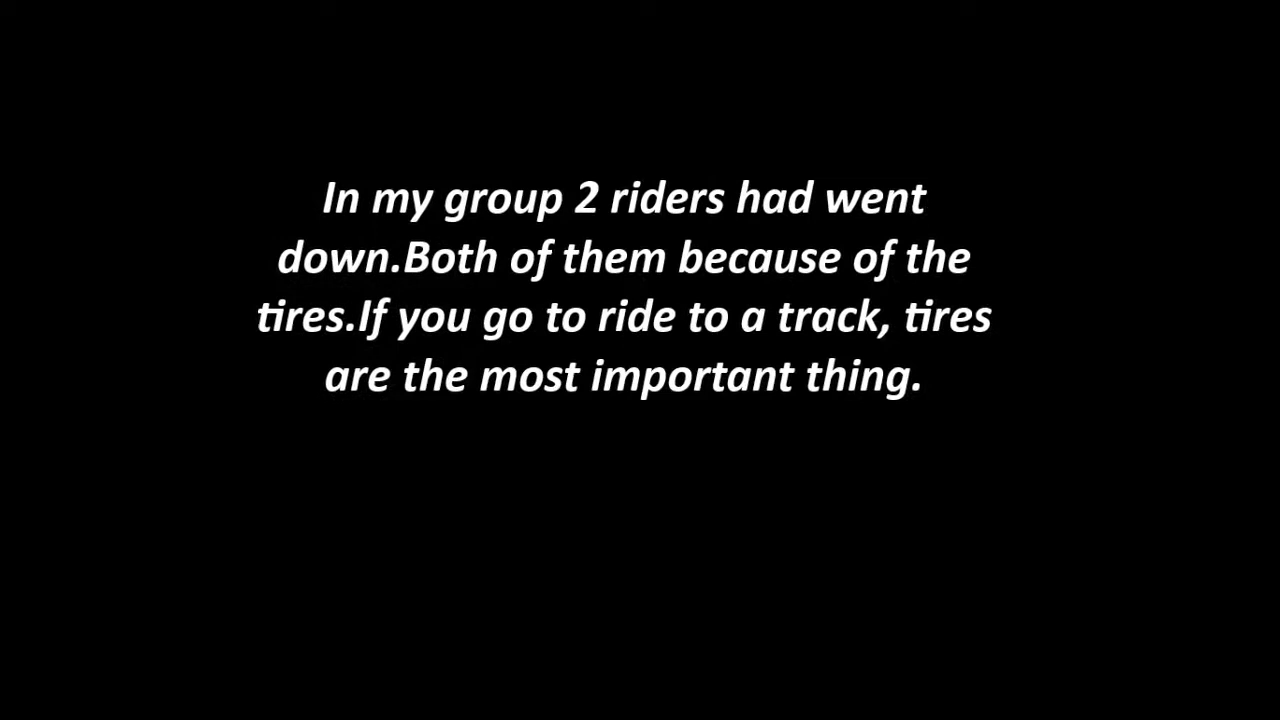 In my group 2 riders had went
down.Both of them because of the
tires.If you go to ride to a track, tires
are the most important thing.